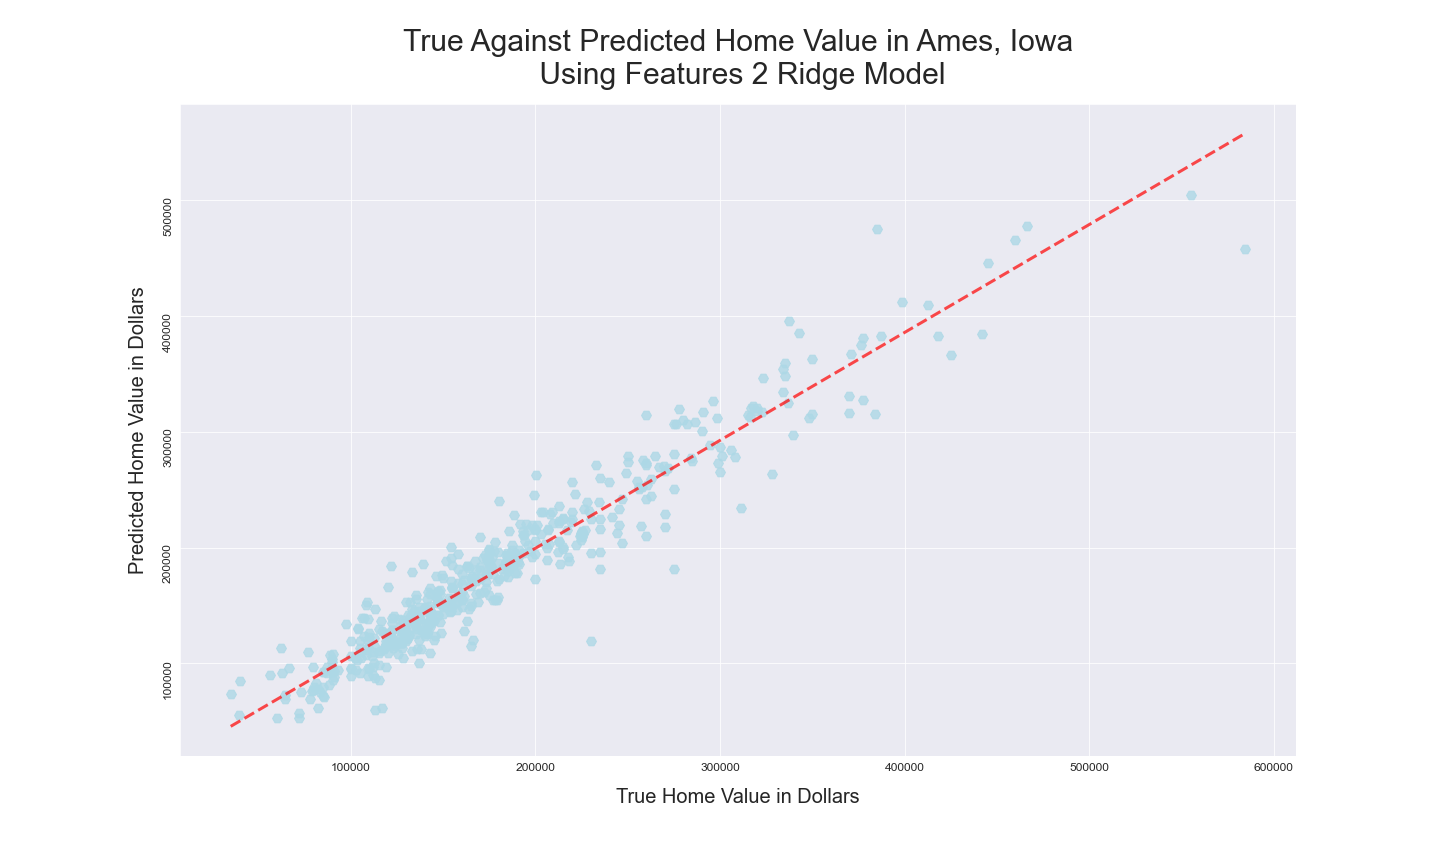 True Against Predicted Home Value in Ames, Iowa
Using Features 2 Ridge Model
Predicted Home Value in Dollars
500000
400000
300000
200000
100000
100000 200000 300000 400000 500000 600000
True Home Value in Dollars